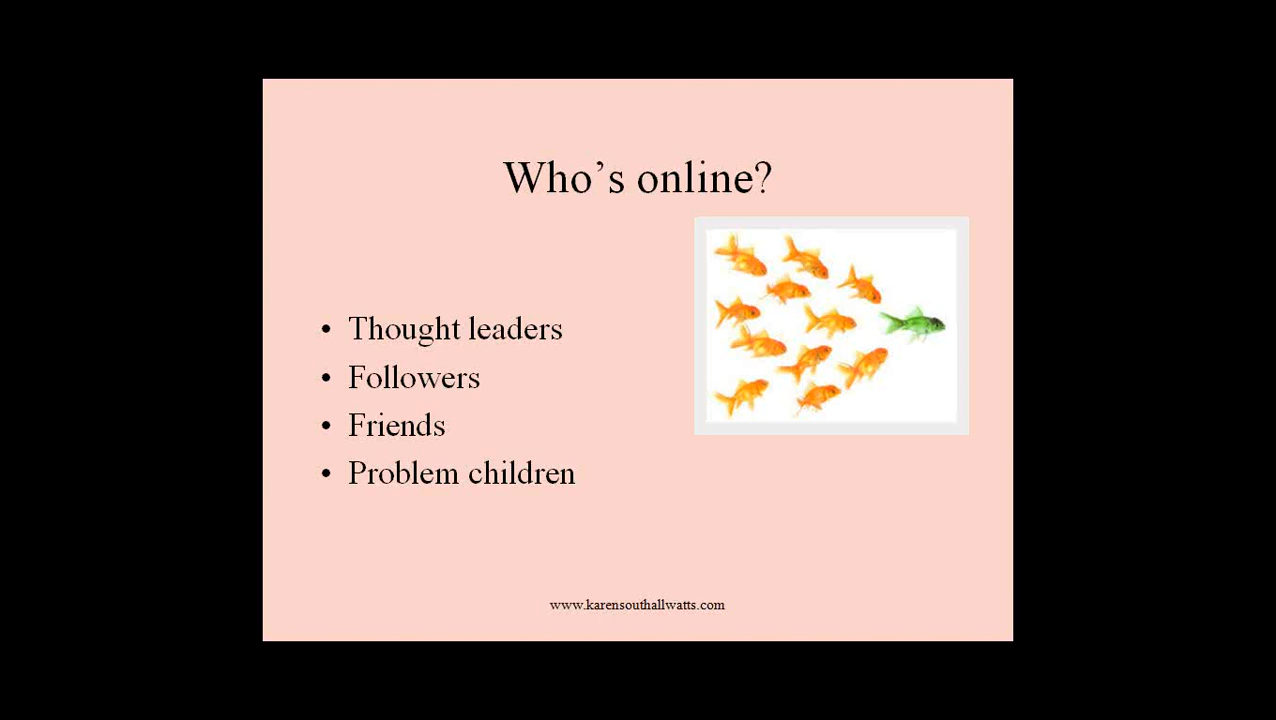 Who’s online?
• Thought leaders
• Followers
• Friends
• Problem children
www.karensouthallwatts.com